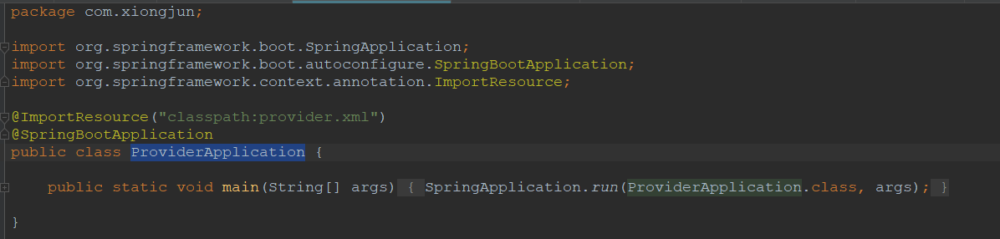 package com.xiongjun;
import org.springframework.boot.SpringApplication;
import org.springframework.boot.autoconfigure.SpringBootApplication;
import org.springframework.context.annotation.ImportResource;
@ImportResource("classpath:provider.xml")
@SpringBootApplication
public class ProviderApplication {
public static void main(String[] args) { SpringApplication.run(ProviderApplication.class, args); }
}